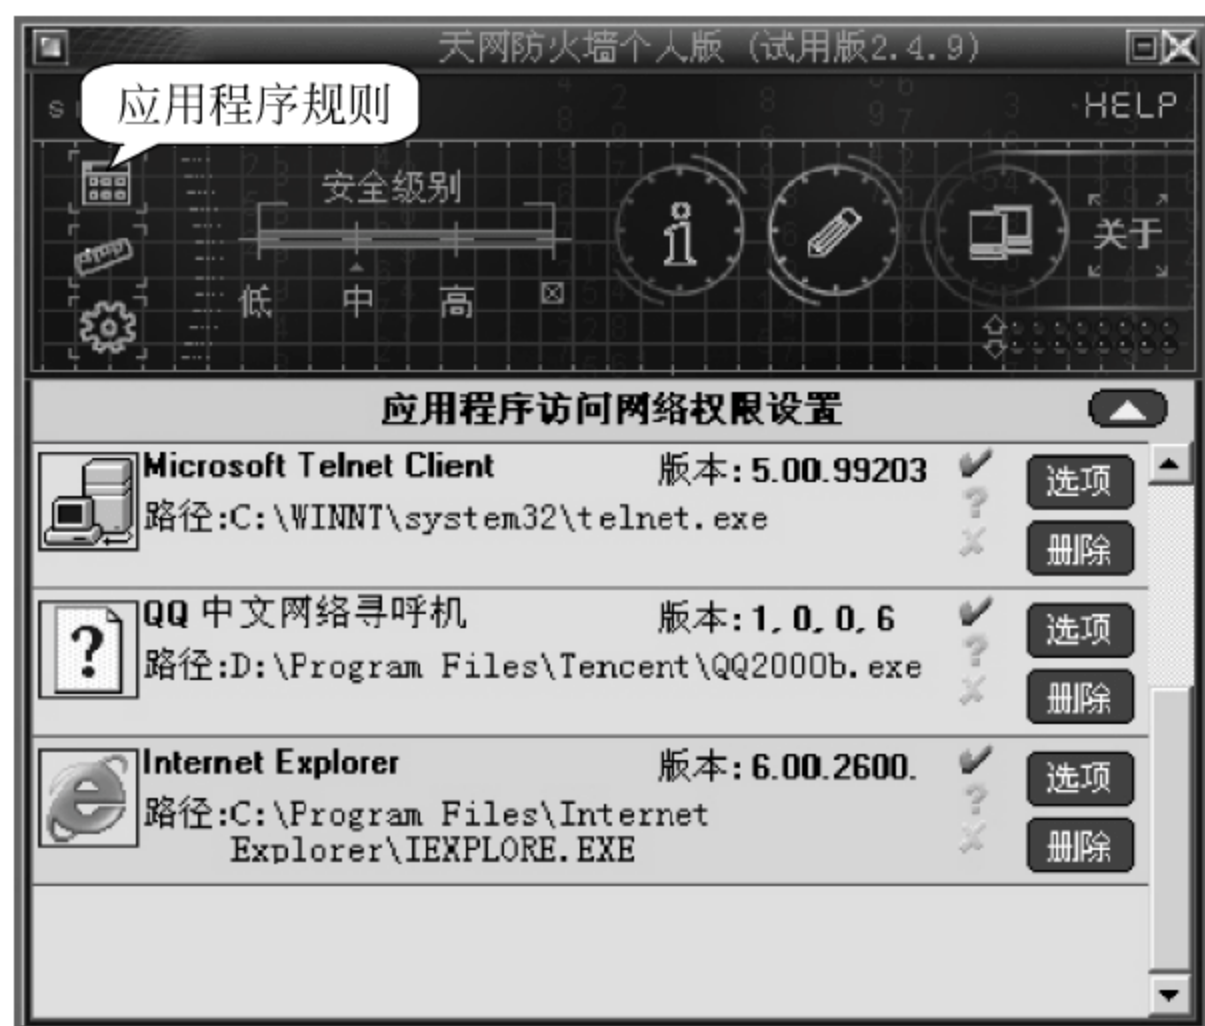 天网防火墙个人版 (试用版2.4.9)
应用程序规则
HELP
安全级别
关于
低 中 高
应用程序访问网络权限设置
Microsoft Telnet Client 版本: 5.00.99203
选项
路径:C:\WINNT\system32\telnet.exe
删除
QQ 中文网络寻呼机 版本: 1, 0, 0, 6
选项
路径:D:\Program Files\Tencent\QQ2000b.exe
删除
Internet Explorer 版本: 6.00.2600.
选项
路径:C:\Program Files\Internet
Explorer\IEXPLORE.EXE
删除